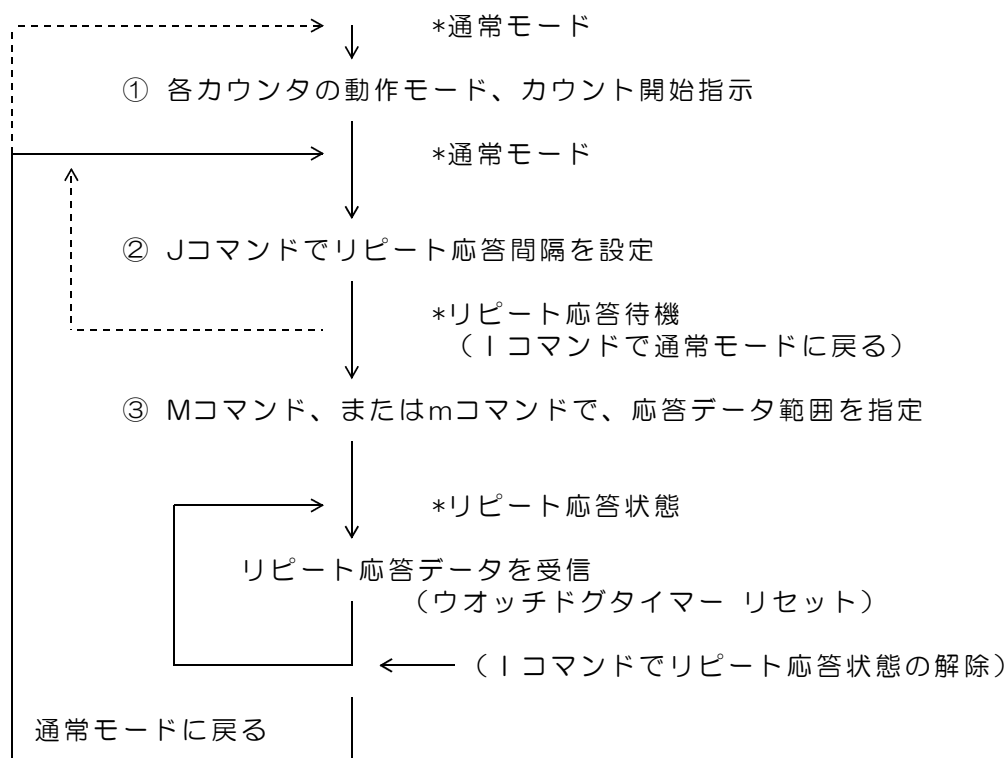 *通常モード
① 各カウンタの動作モード、カウント開始指示
*通常モード
② Jコマンドでリピート応答間隔を設定
*リピート応答待機
（Ｉコマンドで通常モードに戻る）
③ Mコマンド、またはmコマンドで、応答データ範囲を指定
*リピート応答状態
リピート応答データを受信
（ウオッチドグタイマー リセット）
（Ｉコマンドでリピート応答状態の解除）
通常モードに戻る